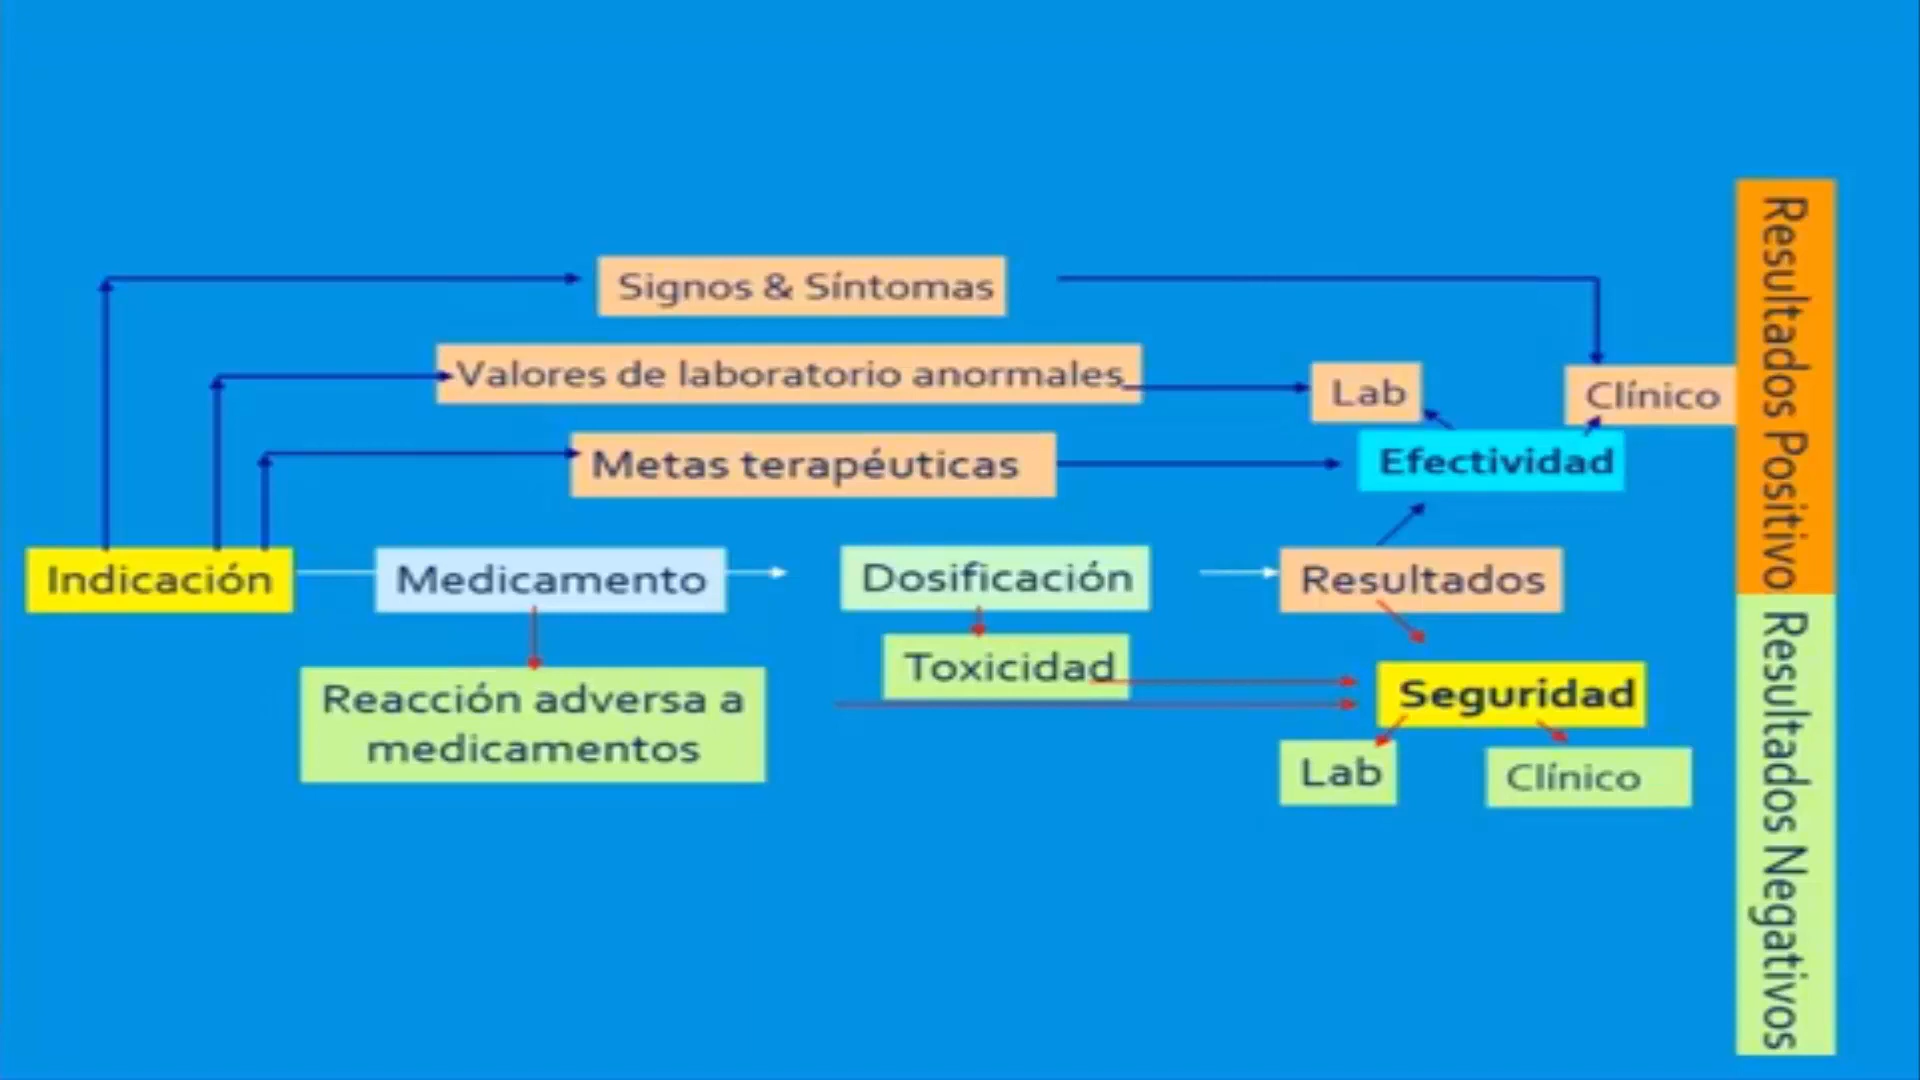 Signos & Síntomas
Valores de laboratorio anormales
Lab
Clínico
Metas terapéuticas
Efectividad
Indicación
Medicamento
Dosificación
Resultados
Toxicidad
Reacción adversa a
medicamentos
Seguridad
Lab
Clínico
Resultados Positivo
Resultados Negativos